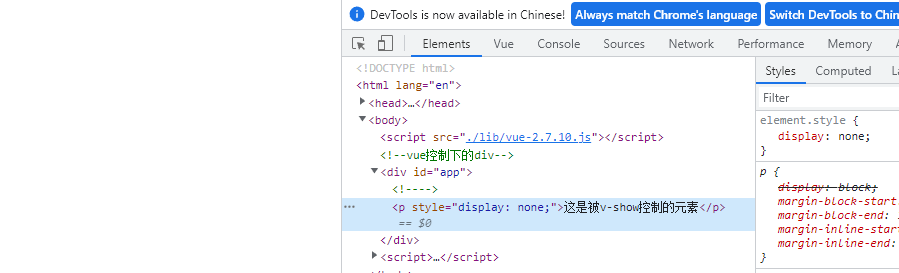 DevTools is now available in Chinese! Always match Chrome's language Switch DevTools to Chin
Elements Vue Console Sources Network Performance Memory
<!DOCTYPE html>
<html lang="en">
<head>…</head>
<body>
<script src="./lib/vue-2.7.10.js"></script>
<!--vue控制下的div-->
<div id="app">
<!---->
<p style="display: none;">这是被v-show控制的元素</p>
== $0
</div>
<script>…</script>
Styles Computed La
Filter
element.style {
display: none;
}
p {
display: block;
margin-block-start
margin-block-end:
margin-inline-star
margin-inline-end:
}